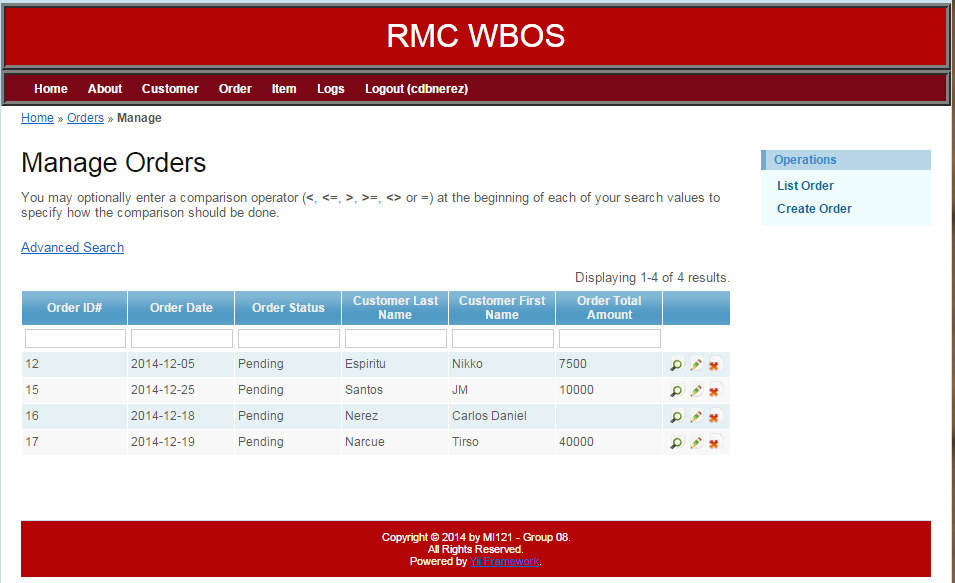 RMC WBOS
Home About Customer Order Item Logs Logout (cdbnerez)
Home » Orders » Manage
Manage Orders
You may optionally enter a comparison operator (<, <=, >, >=, <> or =) at the beginning of each of your search values to
specify how the comparison should be done.
Advanced Search
Displaying 1-4 of 4 results.
Order ID# Order Date Order Status Customer Last Name Customer First Name Order Total Amount
12 2014-12-05 Pending Espiritu Nikko 7500
15 2014-12-25 Pending Santos JM 10000
16 2014-12-18 Pending Nerez Carlos Daniel
17 2014-12-19 Pending Narcue Tirso 40000
Operations
List Order
Create Order
Copyright © 2014 by MI121 - Group 08.
All Rights Reserved.
Powered by Yii Framework.